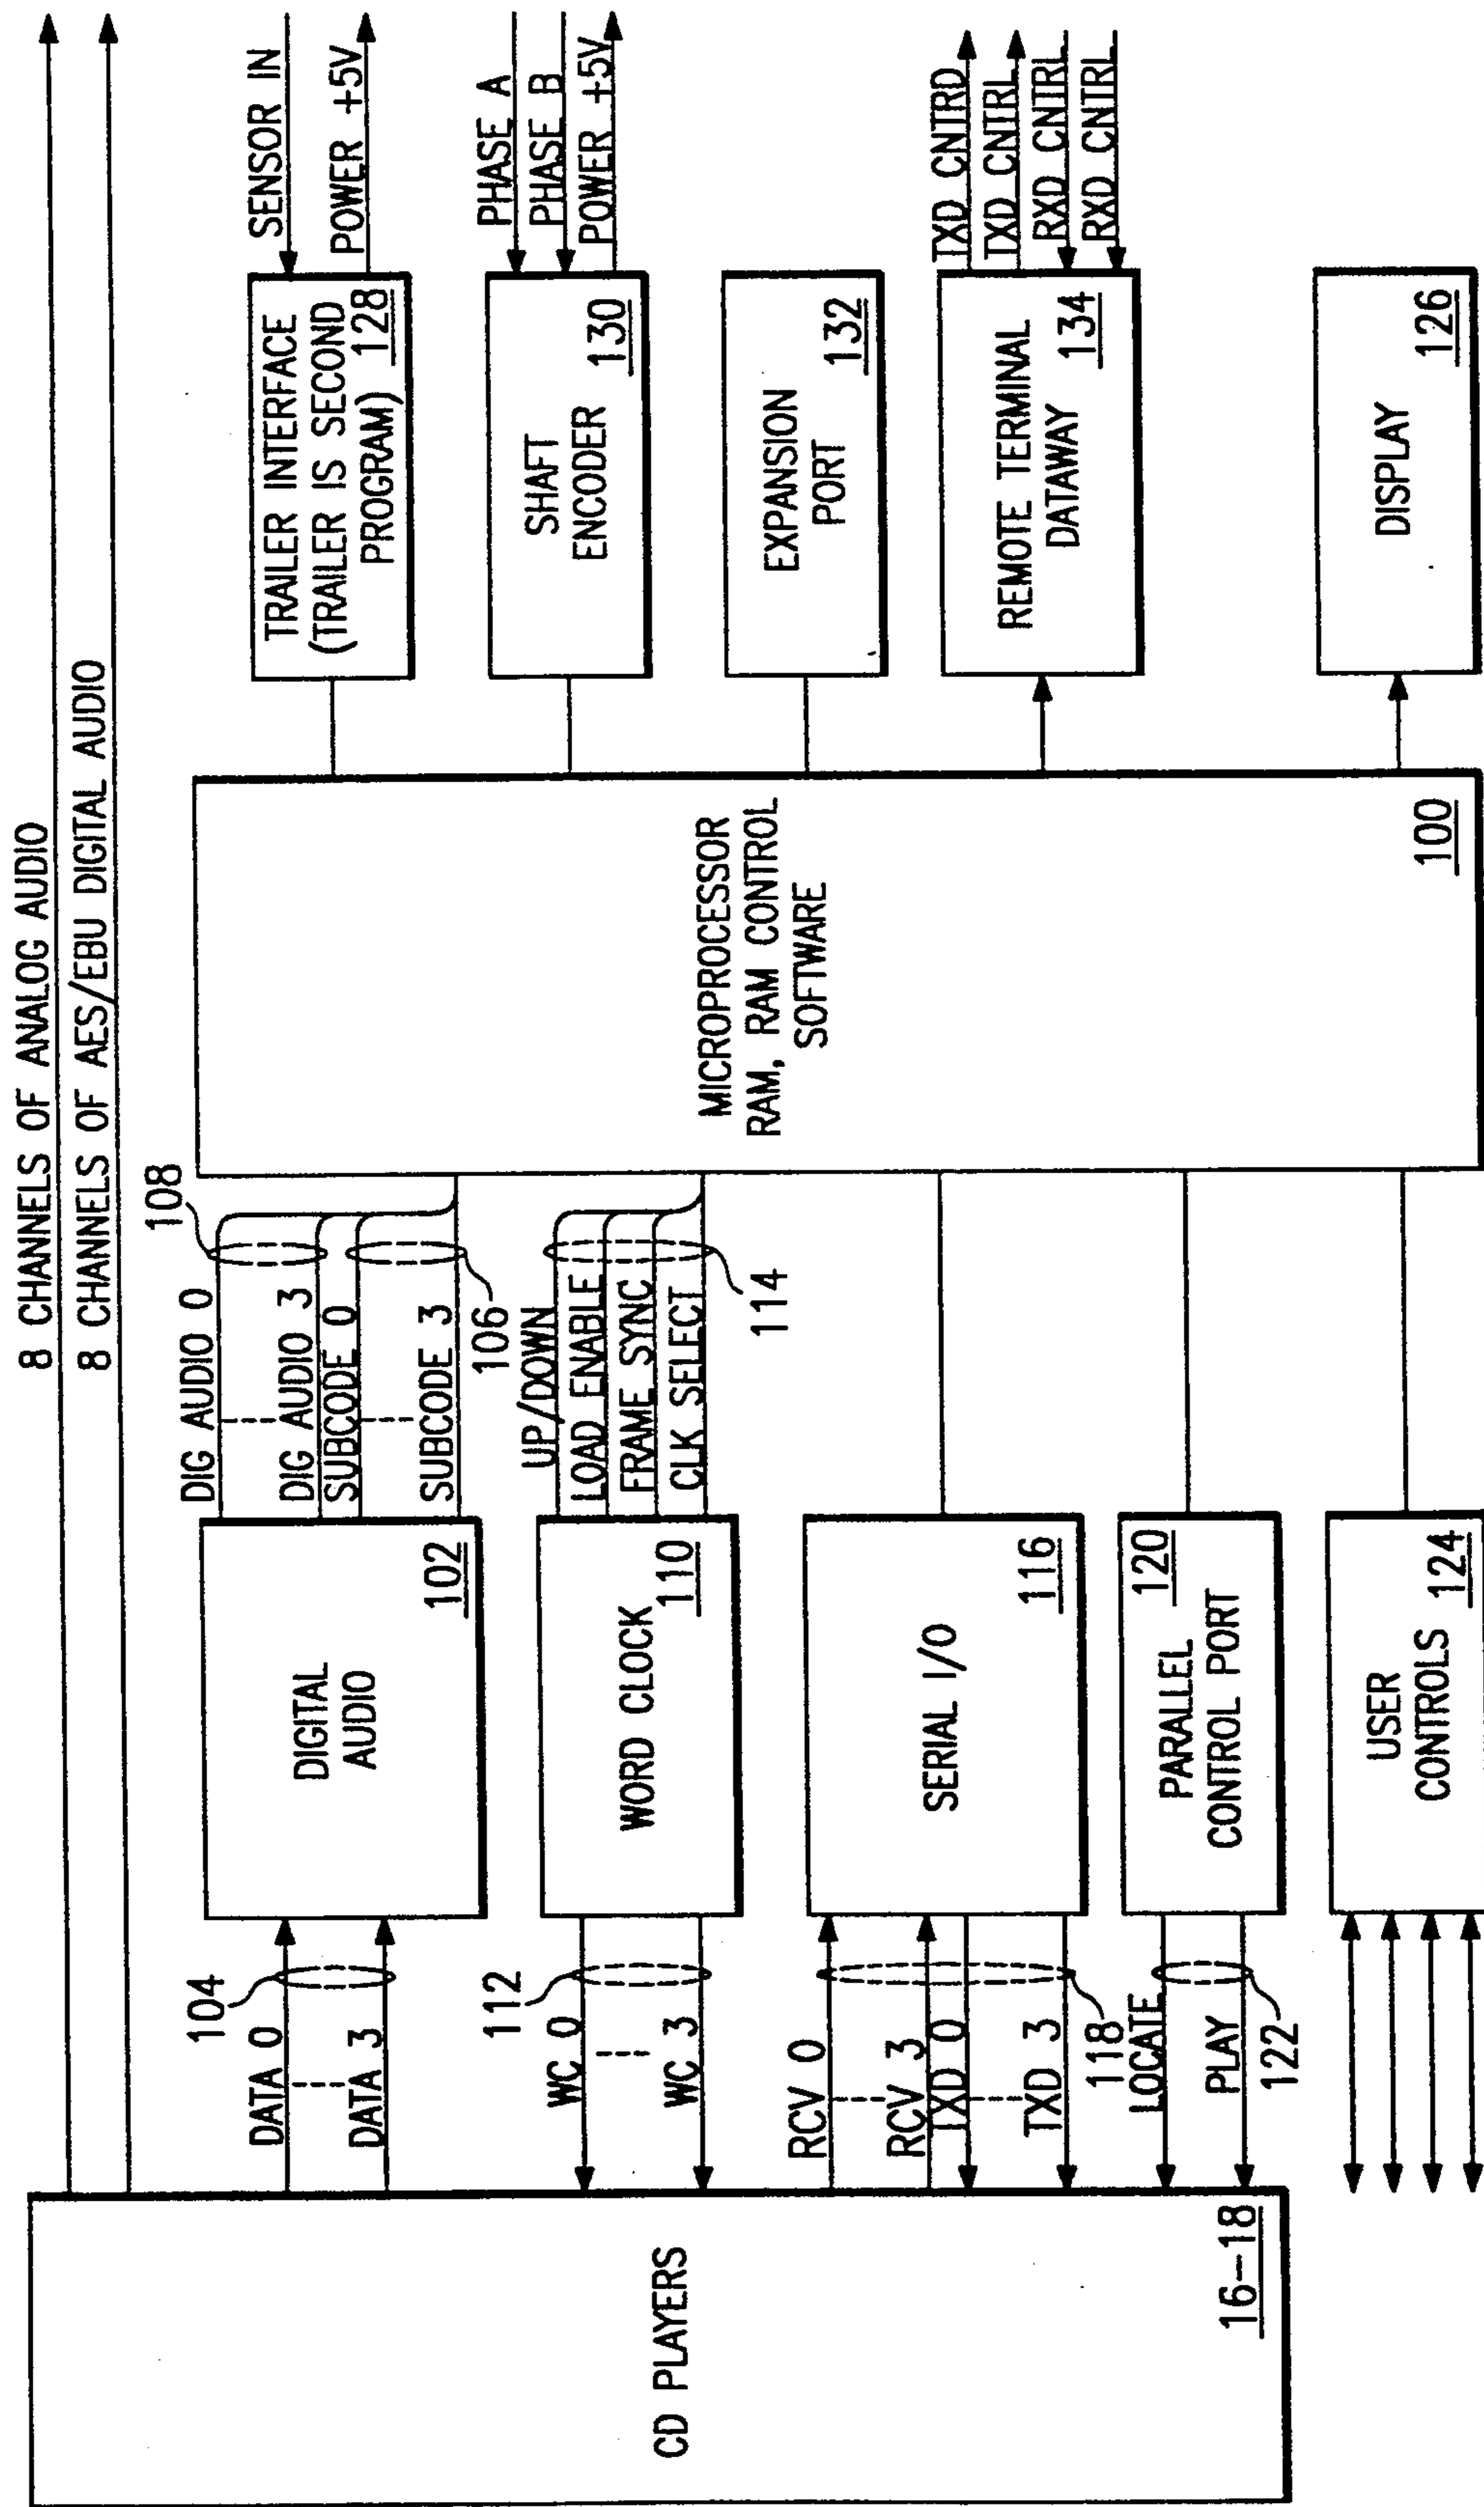 8 CHANNELS OF ANALOG AUDIO
8 CHANNELS OF AES/EBU DIGITAL AUDIO
CD PLAYERS
16-18
DATA 0
DATA 3
104
DIGITAL
AUDIO
102
DIG AUDIO 0
DIG AUDIO 3
SUBCODE 0
SUBCODE 3
108
106
WC 0
WC 3
112
WORD CLOCK
110
UP/DOWN
LOAD ENABLE
FRAME SYNC
CLK SELECT
114
RCV 0
RCV 3
TXD 0
TXD 3
118
SERIAL I/O
116
LOCATE
PLAY
122
PARALLEL
CONTROL PORT
120
USER
CONTROLS
124
MICROPROCESSOR
RAM, RAM CONTROL
SOFTWARE
100
TRAILER INTERFACE
(TRAILER IS SECOND
PROGRAM)
128
SENSOR IN
POWER +5V
SHAFT
ENCODER
130
PHASE A
PHASE B
POWER +5V
EXPANSION
PORT
132
REMOTE TERMINAL
DATAWAY
134
TXD CNTRD
TXD CNTRL
RXD CNTRL
RXD CNTRL
DISPLAY
126